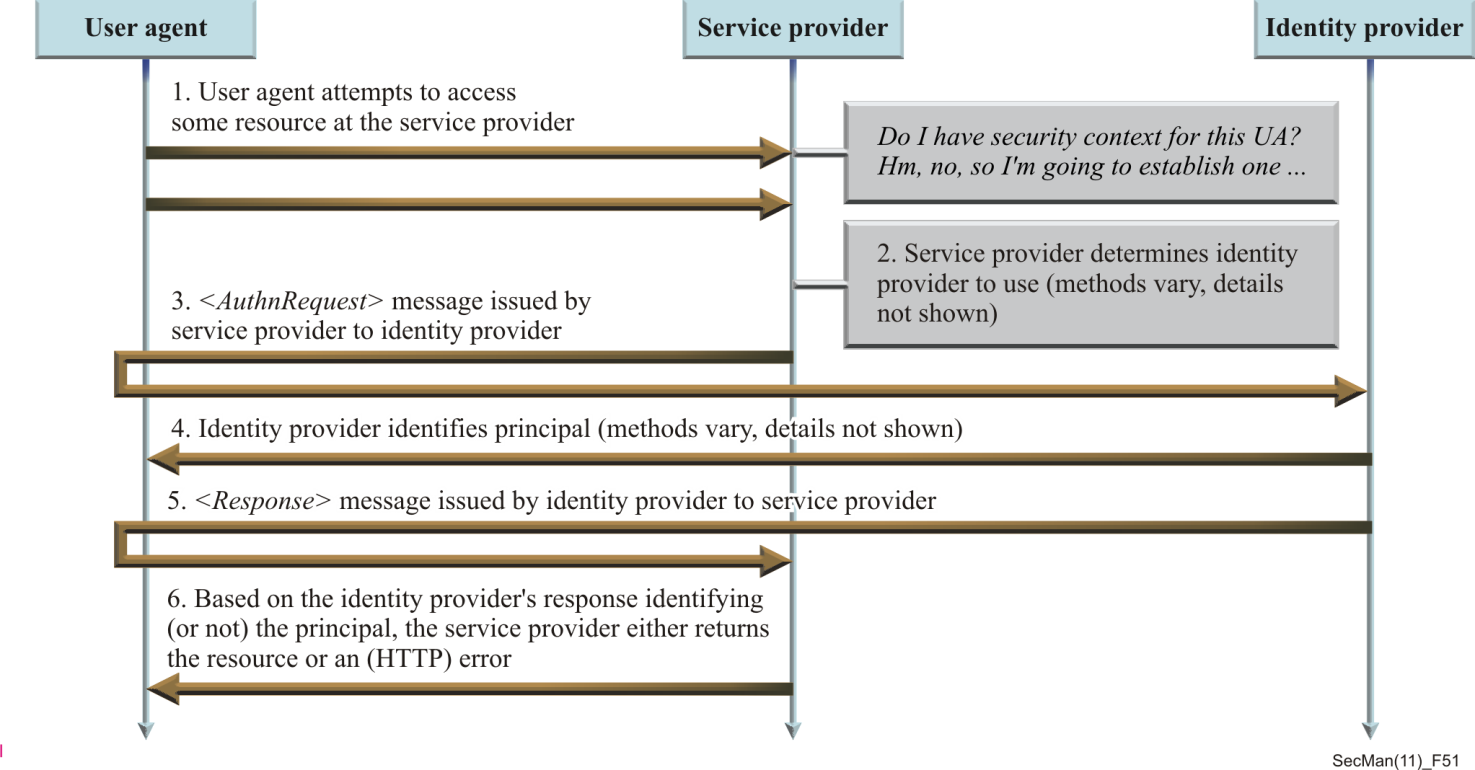 User agent
Service provider
Identity provider
1. User agent attempts to access
some resource at the service provider
Do I have security context for this UA?
Hm, no, so I'm going to establish one ...
2. Service provider determines identity
provider to use (methods vary, details
not shown)
3. <AuthnRequest> message issued by
service provider to identity provider
4. Identity provider identifies principal (methods vary, details not shown)
5. <Response> message issued by identity provider to service provider
6. Based on the identity provider's response identifying
(or not) the principal, the service provider either returns
the resource or an (HTTP) error
SecMan(11)_F51